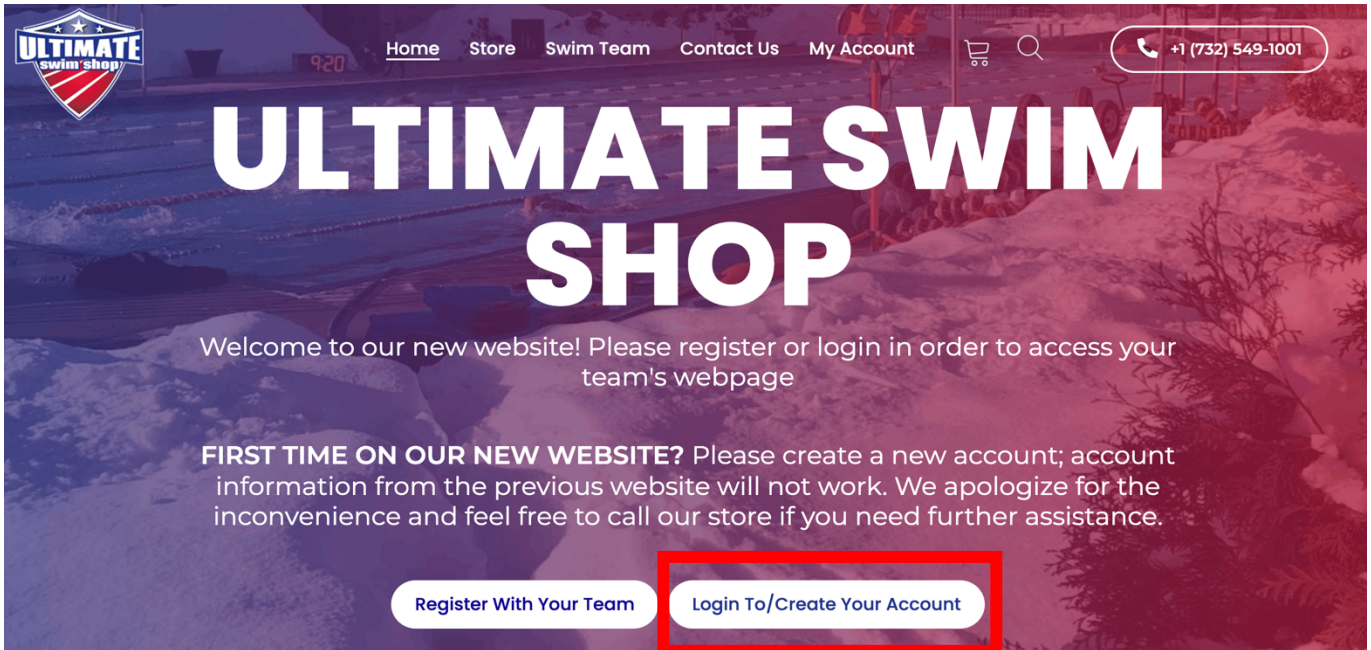 ULTIMATE
swim shop
9:20
Home Store Swim Team Contact Us My Account +1 (732) 549-1001
ULTIMATE SWIM
SHOP
Welcome to our new website! Please register or login in order to access your
team's webpage
FIRST TIME ON OUR NEW WEBSITE? Please create a new account; account
information from the previous website will not work. We apologize for the
inconvenience and feel free to call our store if you need further assistance.
Register With Your Team Login To/Create Your Account